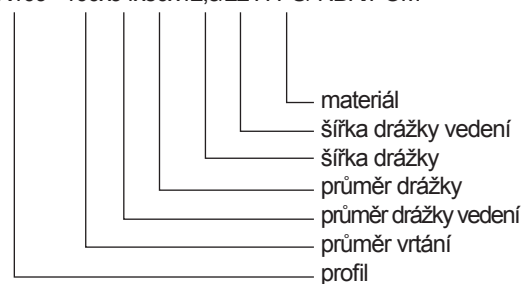 materiál
šířka drážky vedení
šířka drážky
průměr drážky
průměr drážky vedení
průměr vrtání
profil